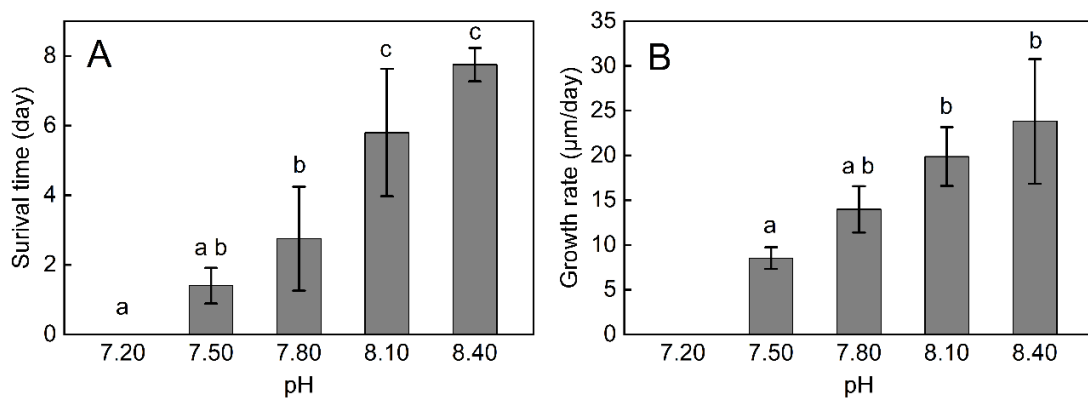 A
Surival time (day)
8
6
4
2
0
a
a b
b
c
c
7.20 7.50 7.80 8.10 8.40
pH
B
Growth rate (μm/day)
35
30
25
20
15
10
5
0
a
a b
b
b
7.20 7.50 7.80 8.10 8.40
pH